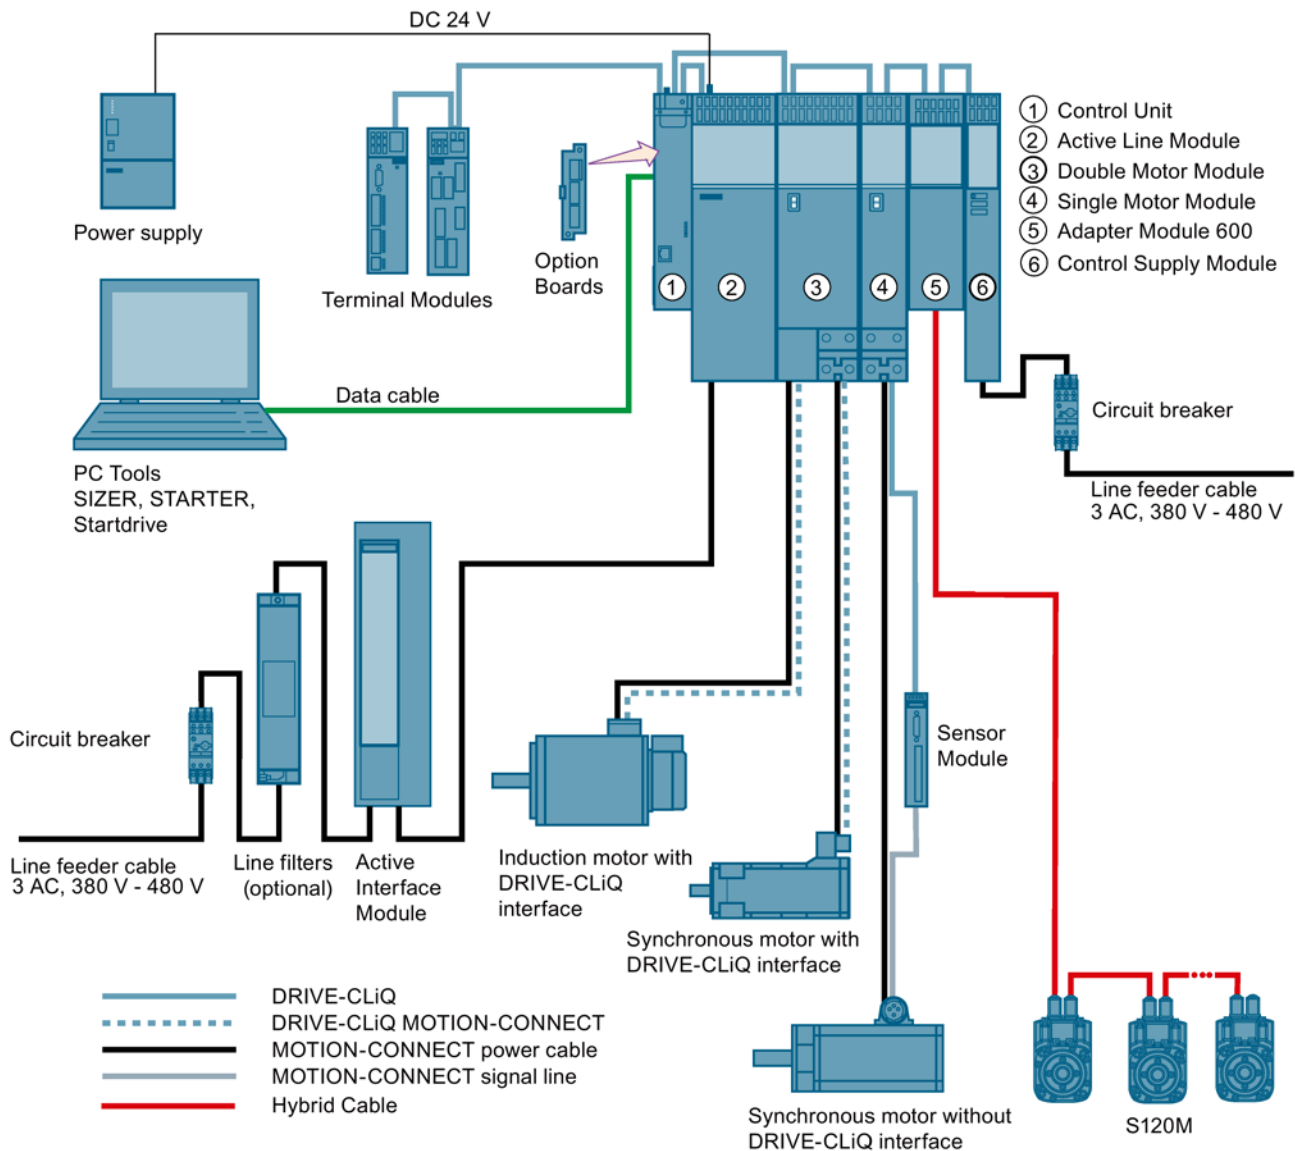 DC 24 V
Power supply
Terminal Modules
Option
Boards
1
2
3
4
5
6
1 Control Unit
2 Active Line Module
3 Double Motor Module
4 Single Motor Module
5 Adapter Module 600
6 Control Supply Module
Data cable
PC Tools
SIZER, STARTER,
Startdrive
Circuit breaker
Line feeder cable
3 AC, 380 V - 480 V
Circuit breaker
Line feeder cable
3 AC, 380 V - 480 V
Line filters
(optional)
Active
Interface
Module
Induction motor with
DRIVE-CLiQ
interface
Sensor
Module
Synchronous motor with
DRIVE-CLiQ interface
Synchronous motor without
DRIVE-CLiQ interface
S120M
DRIVE-CLiQ
DRIVE-CLiQ MOTION-CONNECT
MOTION-CONNECT power cable
MOTION-CONNECT signal line
Hybrid Cable